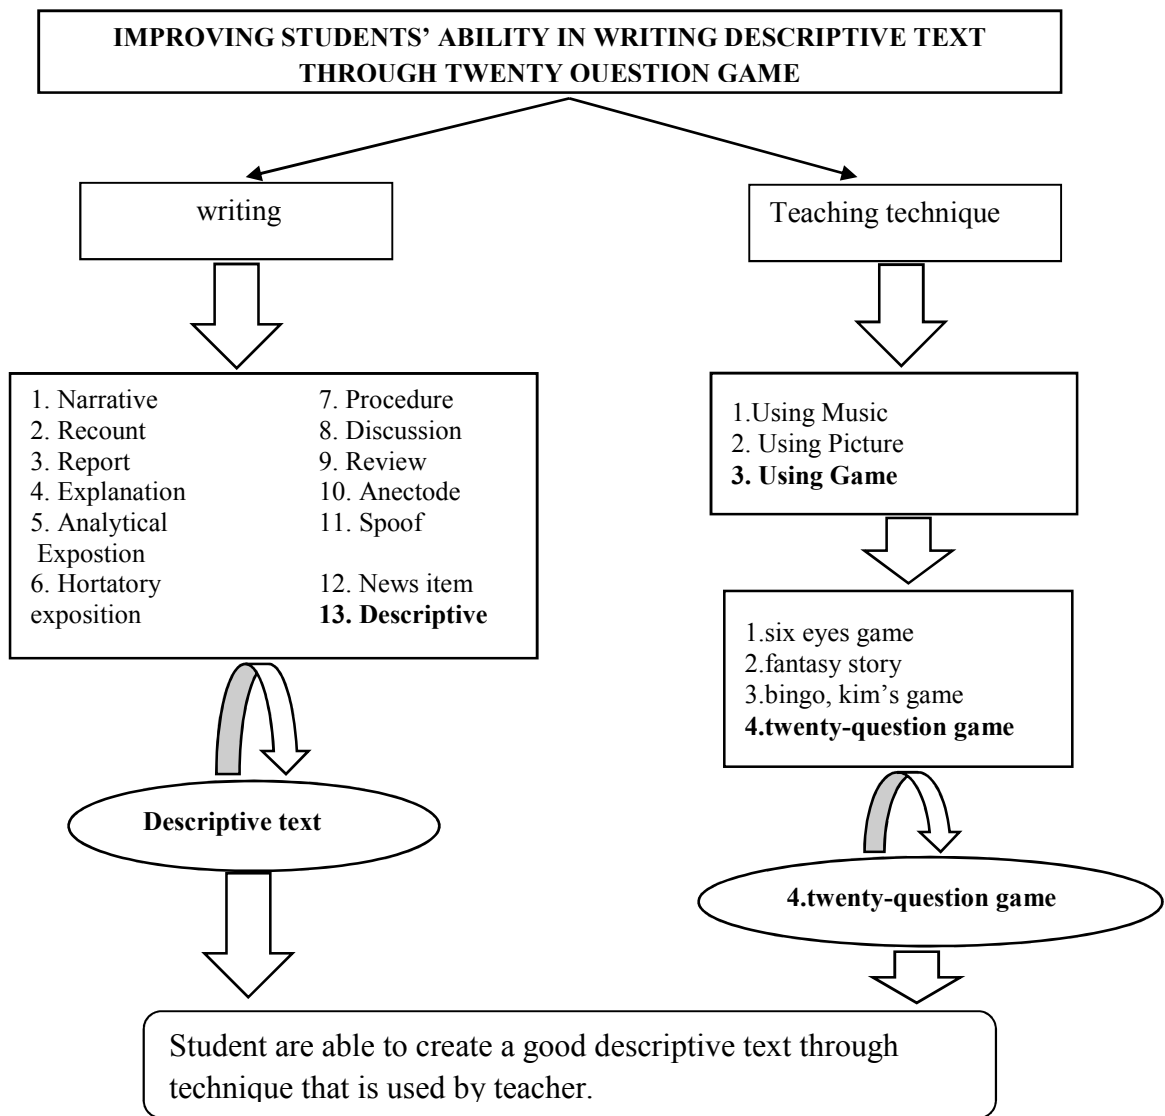 IMPROVING STUDENTS’ ABILITY IN WRITING DESCRIPTIVE TEXT
THROUGH TWENTY OUESTION GAME
writing
Teaching technique
1. Narrative
2. Recount
3. Report
4. Explanation
5. Analytical
Expostion
6. Hortatory
exposition
7. Procedure
8. Discussion
9. Review
10. Anectode
11. Spoof
12. News item
13. Descriptive
1.Using Music
2. Using Picture
3. Using Game
1.six eyes game
2.fantasy story
3.bingo, kim’s game
4.twenty-question game
Descriptive text
4.twenty-question game
Student are able to create a good descriptive text through
technique that is used by teacher.